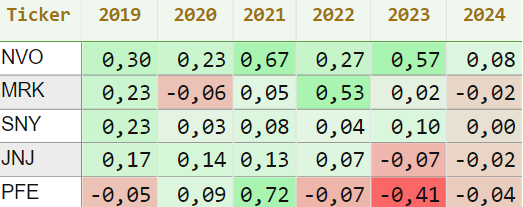 Ticker 2019 2020 2021 2022 2023 2024
NVO 0,30 0,23 0,67 0,27 0,57 0,08
MRK 0,23 -0,06 0,05 0,53 0,02 -0,02
SNY 0,23 0,03 0,08 0,04 0,10 0,00
JNJ 0,17 0,14 0,13 0,07 -0,07 -0,02
PFE -0,05 0,09 0,72 -0,07 -0,41 -0,04